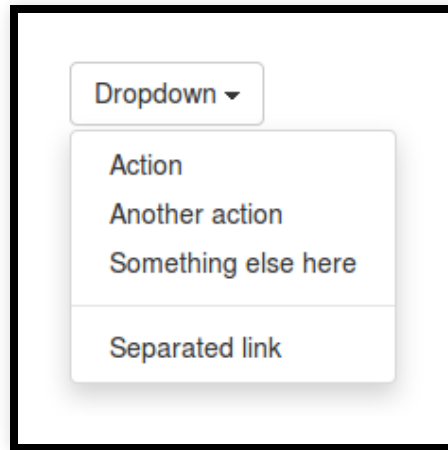 Dropdown
Action
Another action
Something else here
Separated link